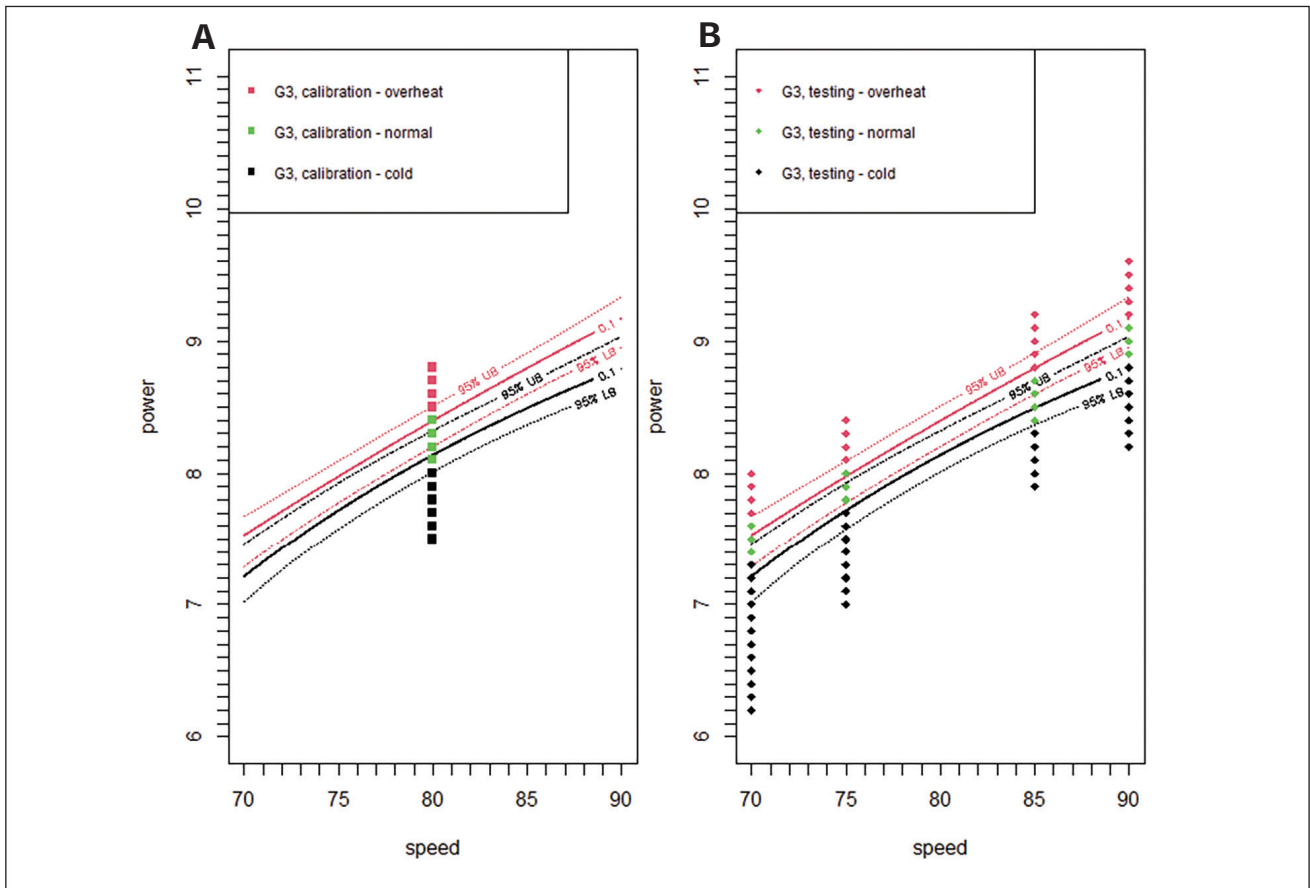 A
G3, calibration - overheat
G3, calibration - normal
G3, calibration - cold
11
10
9
8
7
6
power
95% UB
0.1
95% UB
95% LB
0.1
95% LB
70 75 80 85 90
speed
B
G3, testing - overheat
G3, testing - normal
G3, testing - cold
11
10
9
8
7
6
power
95% UB
0.1
95% UB
95% LB
0.1
95% LB
70 75 80 85 90
speed